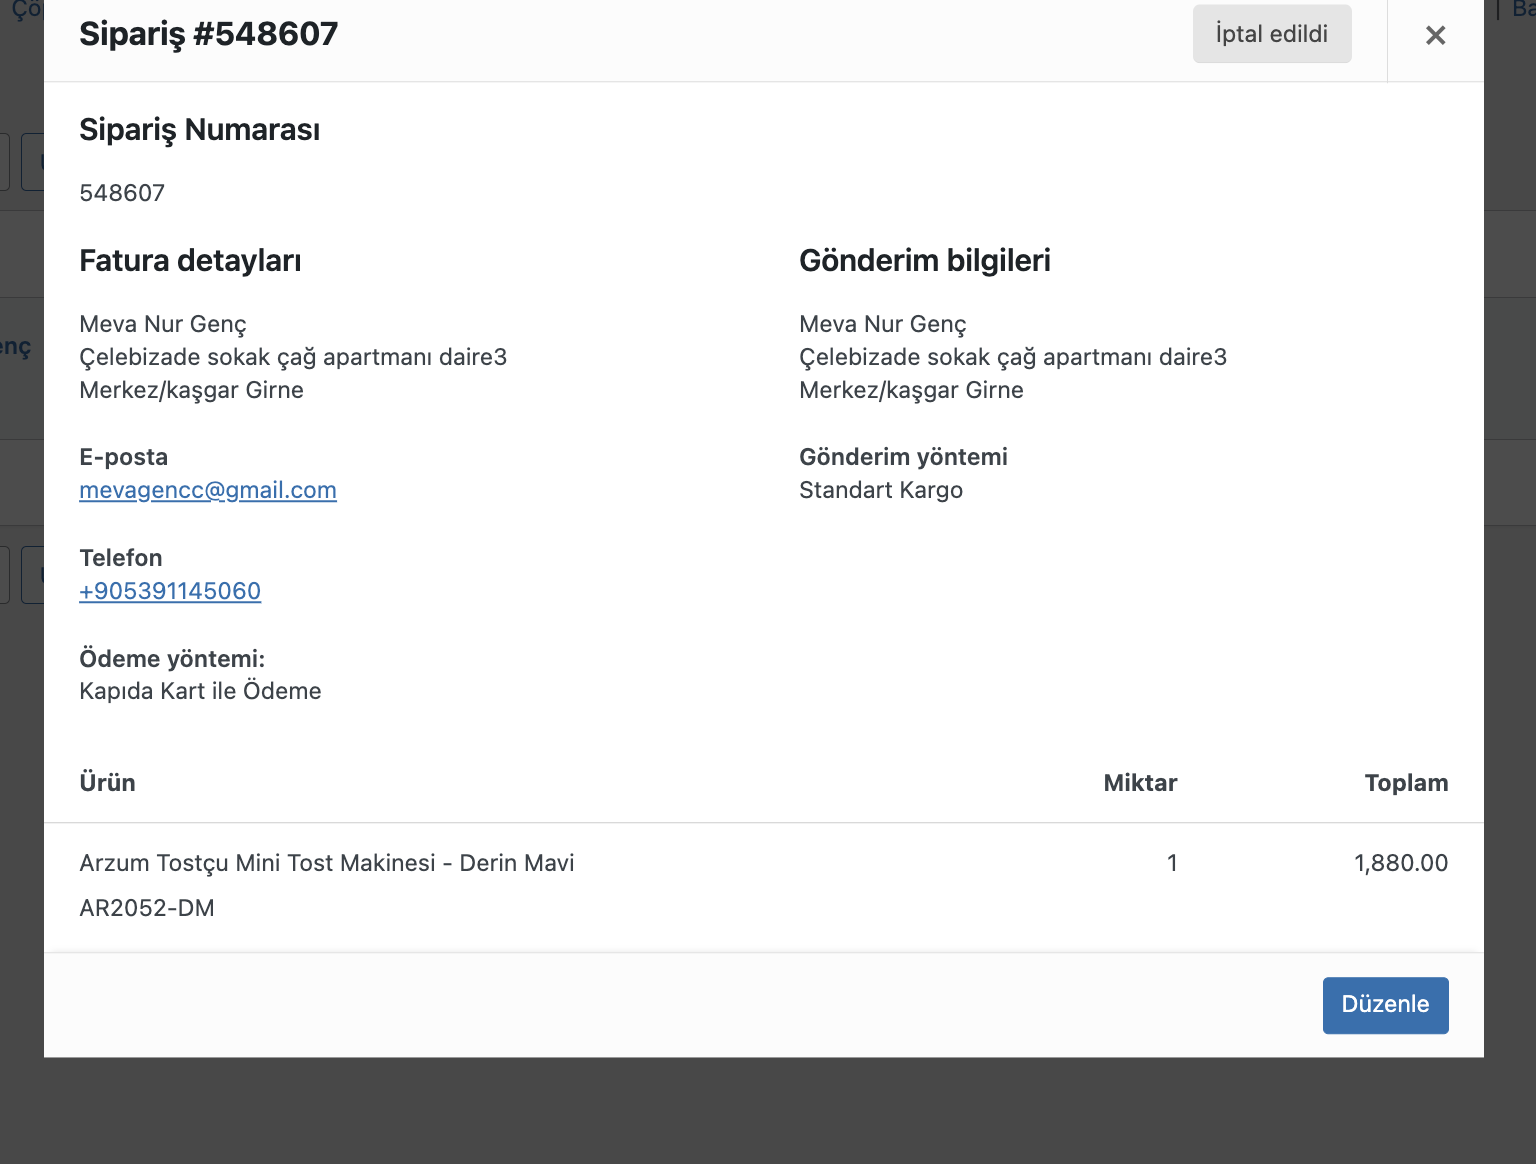 Sipariş #548607
İptal edildi
Sipariş Numarası
548607
Fatura detayları
Meva Nur Genç
Çelebizade sokak çağ apartmanı daire3
Merkez/kaşgar Girne
E-posta
mevagencc@gmail.com
Telefon
+905391145060
Ödeme yöntemi:
Kapıda Kart ile Ödeme
Gönderim bilgileri
Meva Nur Genç
Çelebizade sokak çağ apartmanı daire3
Merkez/kaşgar Girne
Gönderim yöntemi
Standart Kargo
Ürün Miktar Toplam
Arzum Tostçu Mini Tost Makinesi - Derin Mavi 1 1,880.00
AR2052-DM
Düzenle